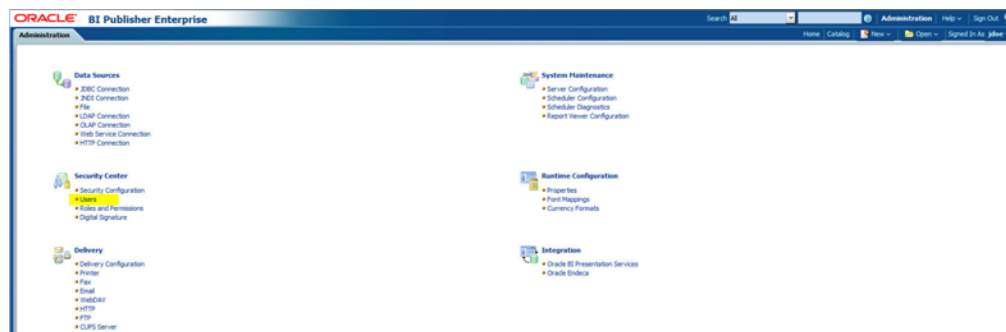 ORACLE BI Publisher Enterprise
Search All Administration Help Sign Out
Administration
Home Catalog New Open Signed In As jdoe
Data Sources
JDBC Connection
JNDI Connection
File
LDAP Connection
OLAP Connection
Web Service Connection
HTTP Connection
System Maintenance
Server Configuration
Scheduler Configuration
Scheduler Diagnostics
Report Viewer Configuration
Security Center
Security Configuration
Users
Roles and Permissions
Digital Signature
Runtime Configuration
Properties
Font Mappings
Currency Formats
Delivery
Delivery Configuration
Printer
Fax
Email
WebDAV
HTTP
FTP
CUPS Server
Integration
Oracle BI Presentation Services
Oracle Endeca